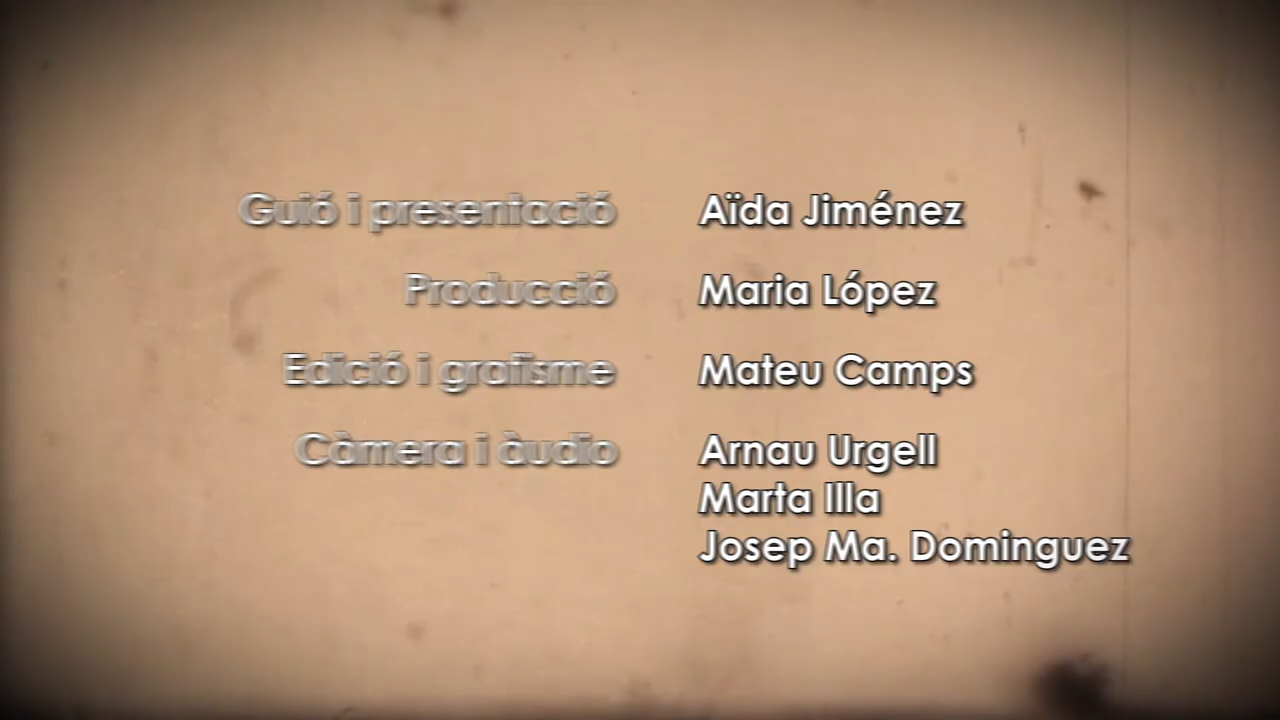 Guió i presentació Aïda Jiménez
Producció Maria López
Edició i grafisme Mateu Camps
Càmera i àudio Arnau Urgell
Marta Illa
Josep Ma. Dominguez